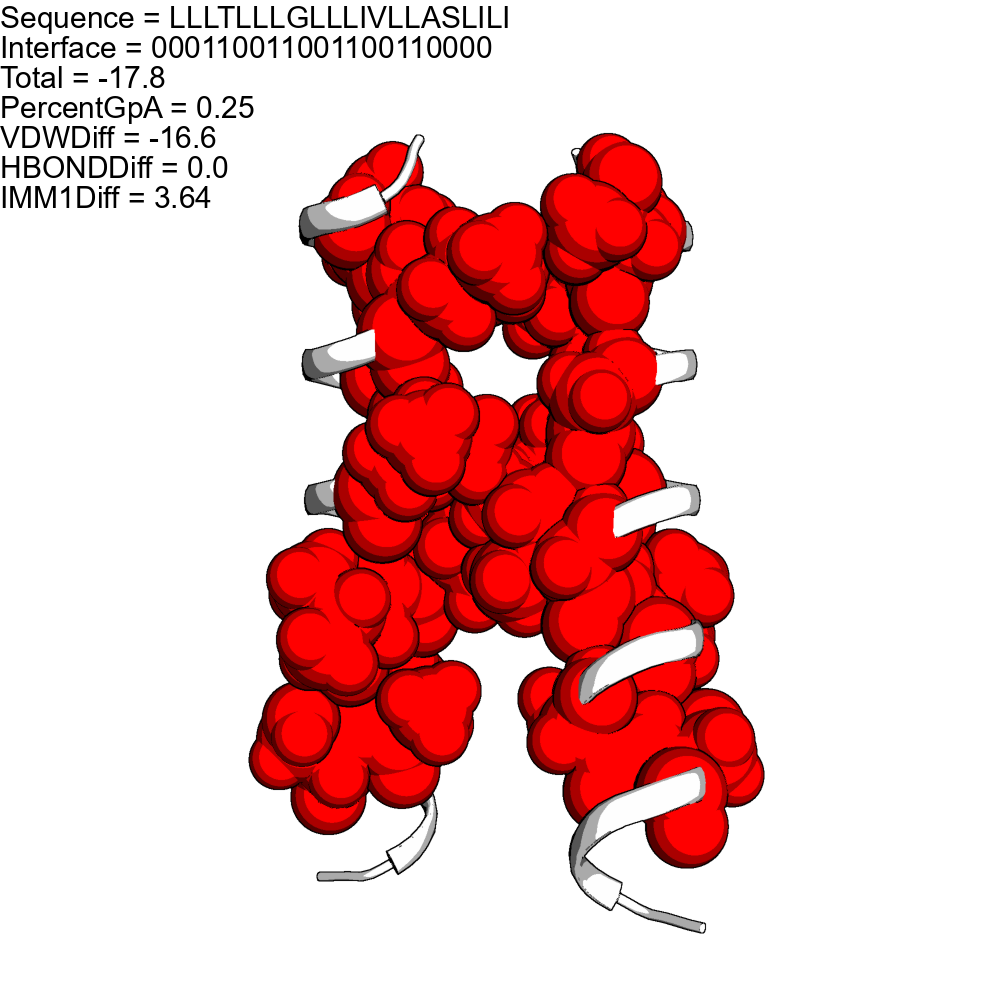 Sequence = LLLTLLLGLLLIVLLASLILI
Interface = 000110011001100110000
Total = -17.8
PercentGpA = 0.25
VDWDiff = -16.6
HBONDDiff = 0.0
IMM1Diff = 3.64